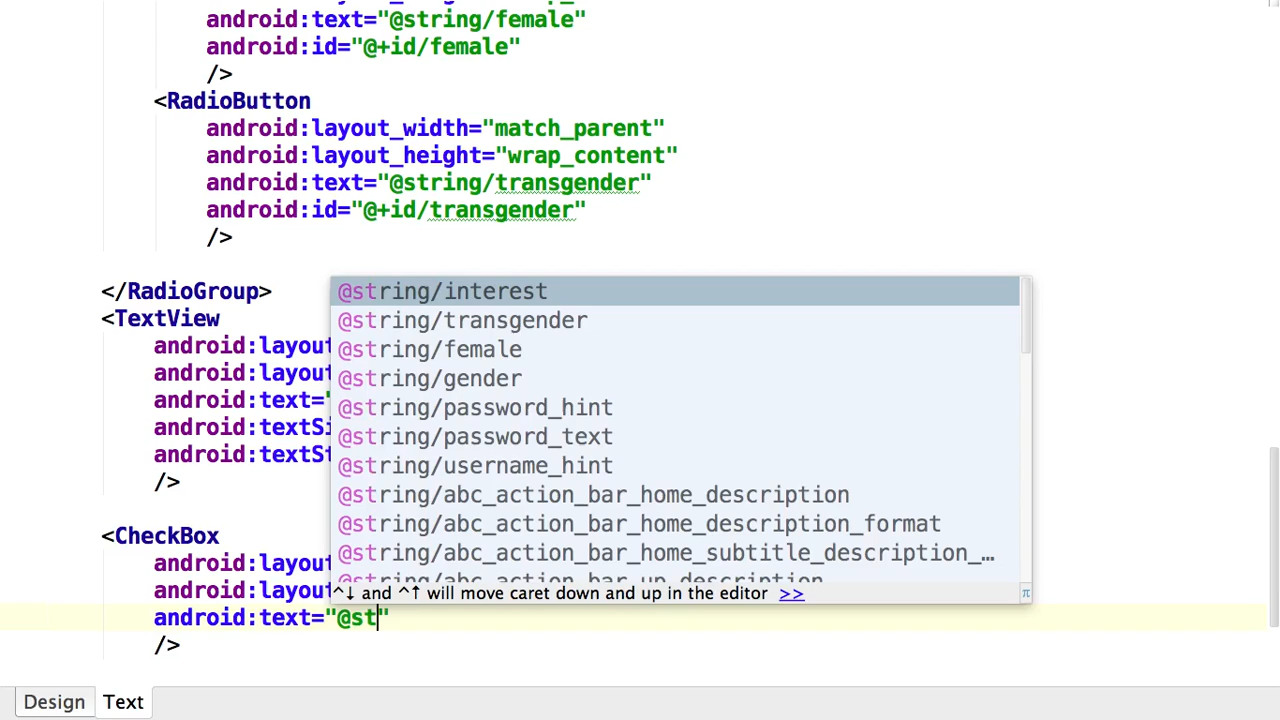 android:text="@string/female"
android:id="@+id/female"
/>
<RadioButton
android:layout_width="match_parent"
android:layout_height="wrap_content"
android:text="@string/transgender"
android:id="@+id/transgender"
/>
</RadioGroup>
<TextView
android:layout
android:layout
android:text="
android:textSi
android:textSt
/>
<CheckBox
android:layout
android:layout
android:text="@st"
/>
@string/interest
@string/transgender
@string/female
@string/gender
@string/password_hint
@string/password_text
@string/username_hint
@string/abc_action_bar_home_description
@string/abc_action_bar_home_description_format
@string/abc_action_bar_home_subtitle_description_…
@string/abc_action_bar_up_description
^↓ and ^↑ will move caret down and up in the editor >>
π
Design Text